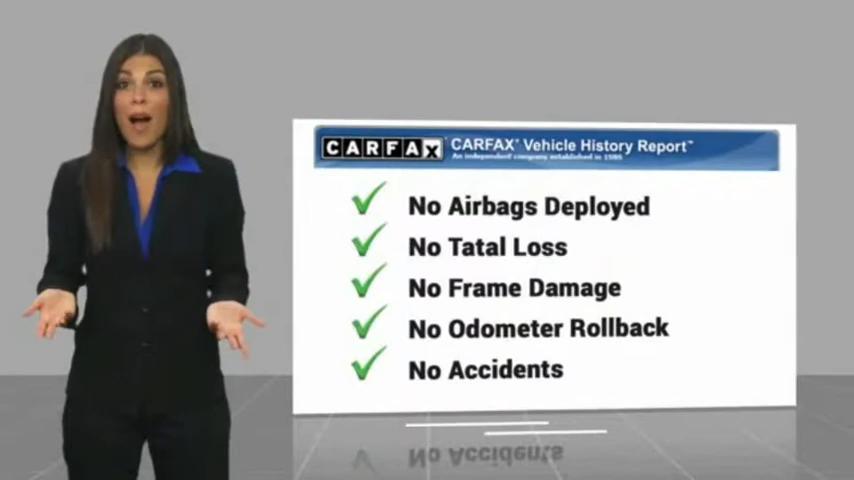 CARFAX CARFAX® Vehicle History Report™
An independent company established in 1986
No Airbags Deployed
No Tatal Loss
No Frame Damage
No Odometer Rollback
No Accidents
No Accidents